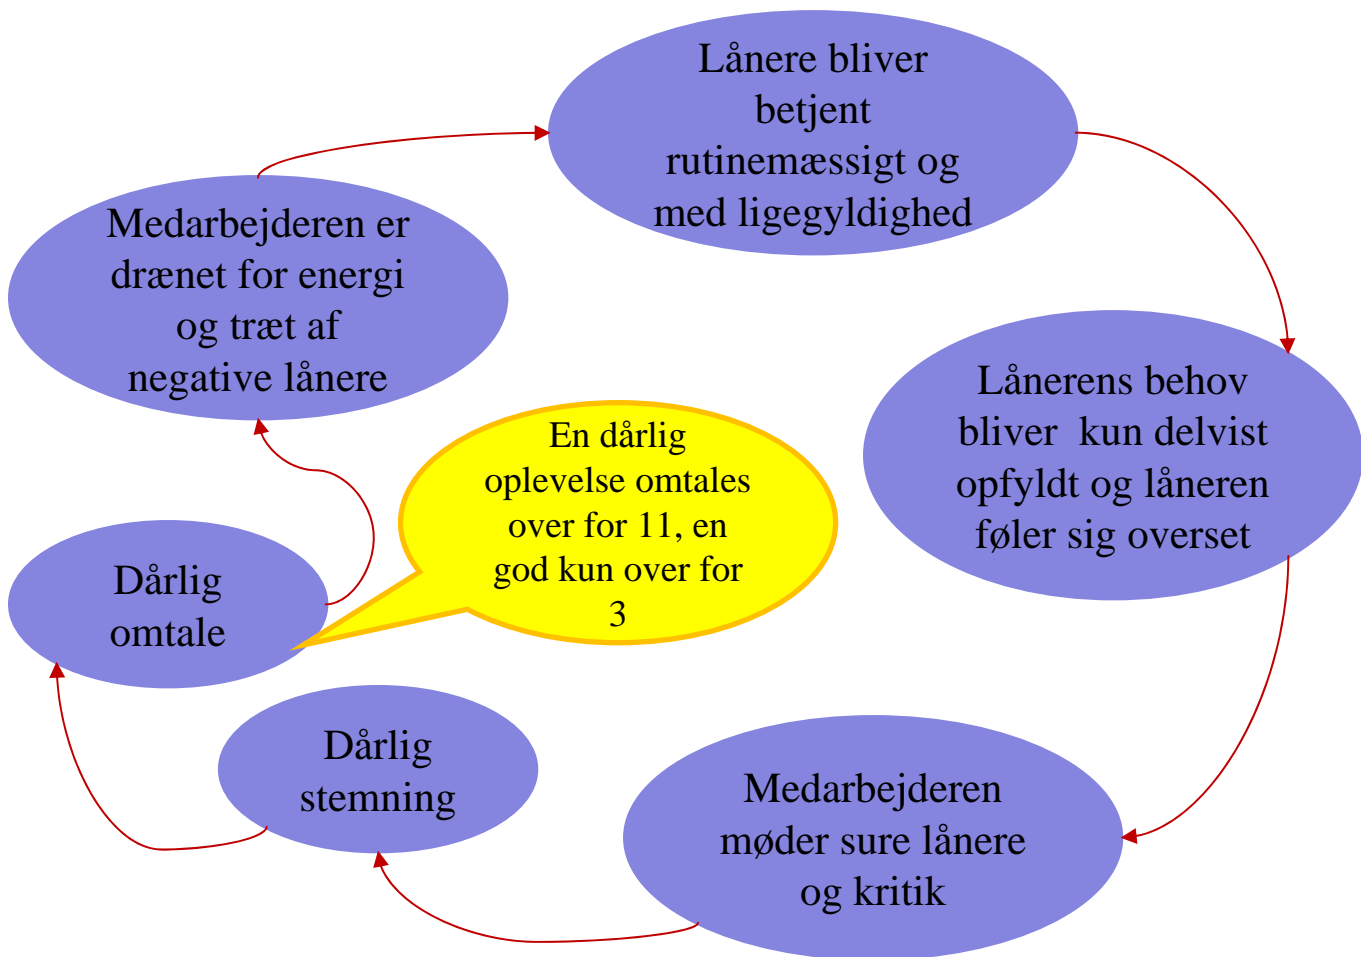 Lånere bliver
betjent
rutinemæssigt og
med ligegyldighed
Medarbejderen er
drænet for energi
og træt af
negative lånere
Lånerens behov
bliver  kun delvist
opfyldt og låneren
føler sig overset
En dårlig
oplevelse omtales
over for 11, en
god kun over for
3
Dårlig
omtale
Dårlig
stemning
Medarbejderen
møder sure lånere
og kritik